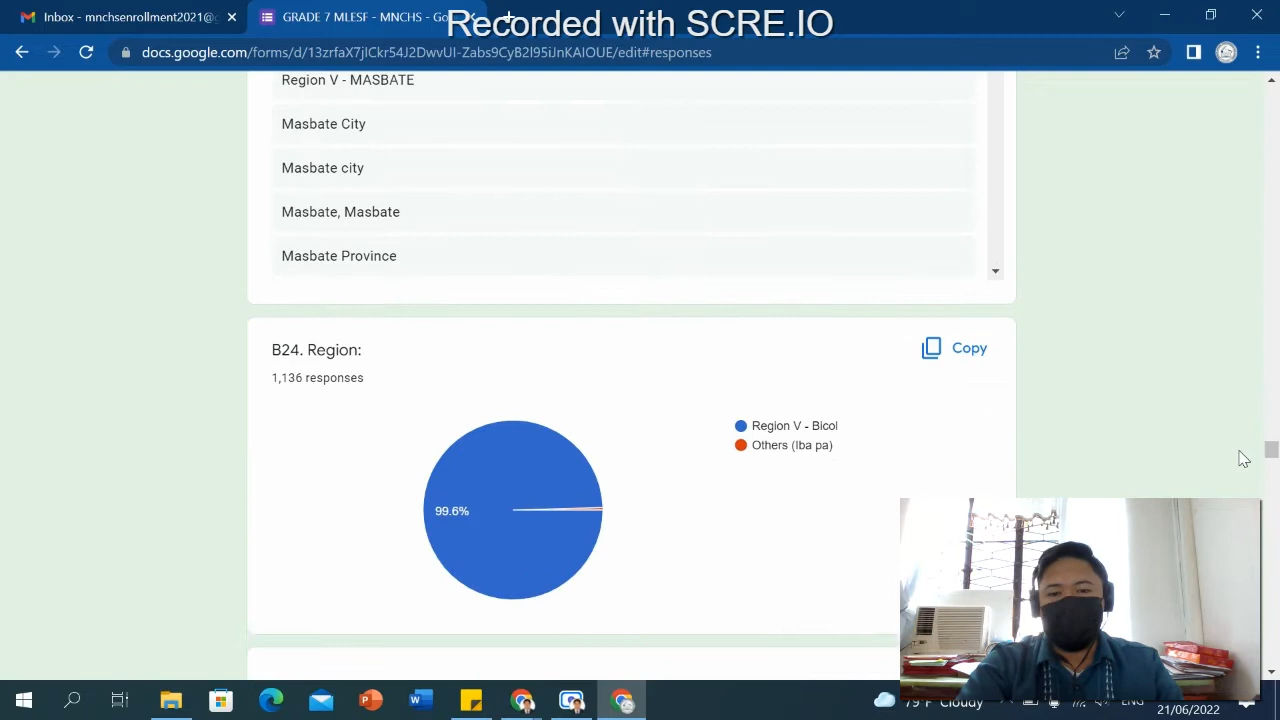 Inbox - mnchsenrollment2021@g
GRADE 7 MLESF - MNCHS - Go
Recorded with SCRE.IO
docs.google.com/forms/d/13zrfaX7jlCkr54J2DwvUI-Zabs9CyB2l95iJnKAIOUE/edit#responses
Region V - MASBATE
Masbate City
Masbate city
Masbate, Masbate
Masbate Province
B24. Region:
Copy
1,136 responses
Region V - Bicol
Others (Iba pa)
99.6%
79°F Cloudy
ENG
21/06/2022